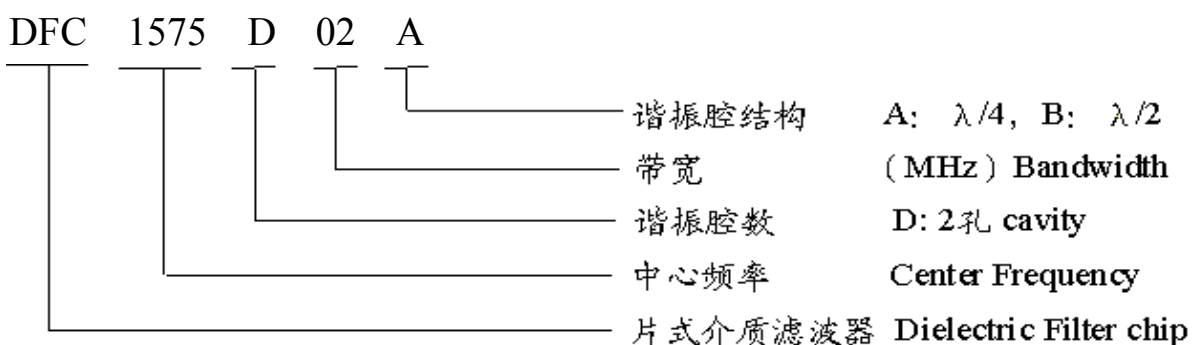 DFC 1575 D 02 A
谐振腔结构 A: λ/4, B: λ/2
带宽 (MHz) Bandwidth
谐振腔数 D: 2孔 cavity
中心频率 Center Frequency
片式介质滤波器 Dielectric Filter chip